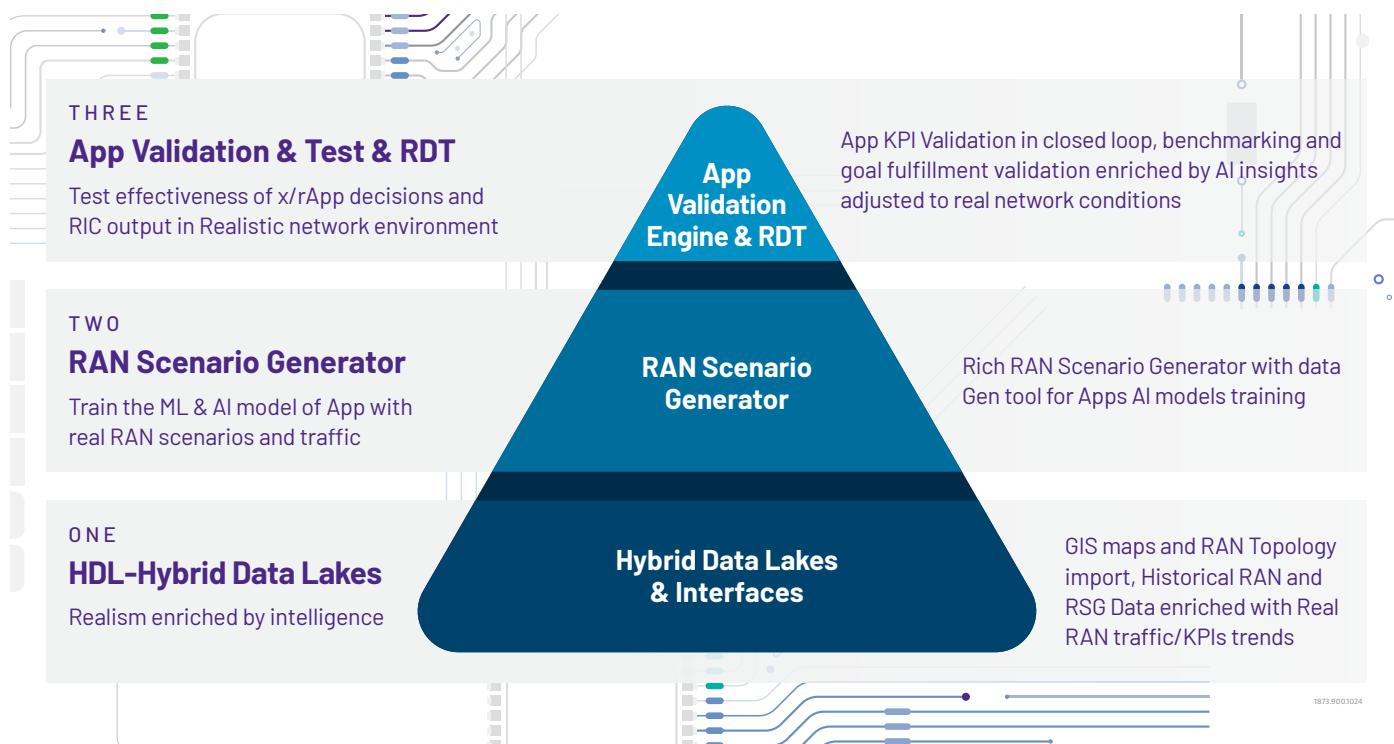 THREE
App Validation & Test & RDT
Test effectiveness of x/rApp decisions and
RIC output in Realistic network environment
App
Validation
Engine & RDT
App KPI Validation in closed loop, benchmarking and
goal fulfillment validation enriched by AI insights
adjusted to real network conditions
TWO
RAN Scenario Generator
Train the ML & AI model of App with
real RAN scenarios and traffic
RAN Scenario
Generator
Rich RAN Scenario Generator with data
Gen tool for Apps AI models training
ONE
HDL-Hybrid Data Lakes
Realism enriched by intelligence
Hybrid Data Lakes
& Interfaces
GIS maps and RAN Topology
import, Historical RAN and
RSG Data enriched with Real
RAN traffic/KPIs trends
1873.900.1024